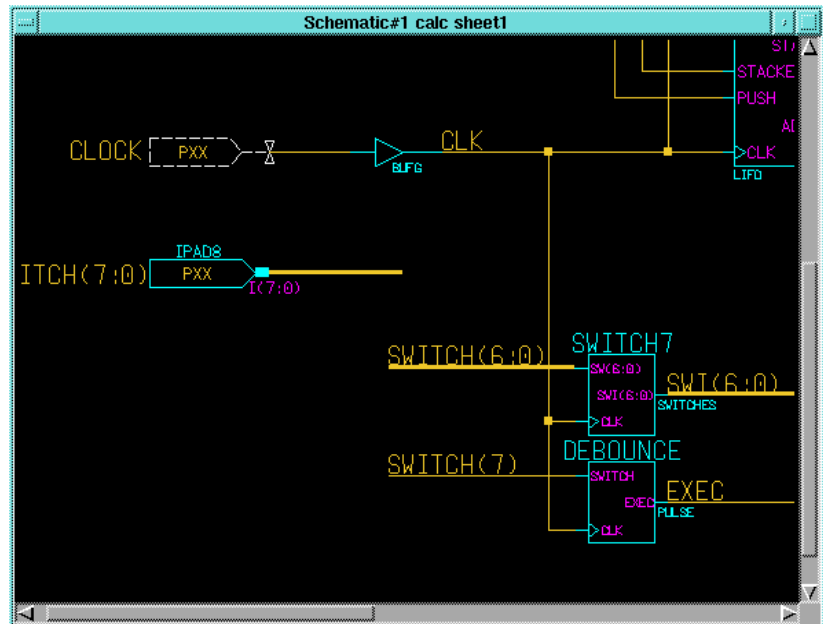 Schematic#1 calc sheet1
STACKE
PUSH
CLOCK PXX CLK
BUFG
CLK
LIFO
IPAD8
ITCH(7:0) PXX
I(7:0)
SWITCH7
SWITCH(6:0)
SW(6:0)
SWI(6:0) SWI(6:0)
SWITCHES
CLK
DEBOUNCE
SWITCH(7)
SWITCH
EXEC EXEC
PULSE
CLK